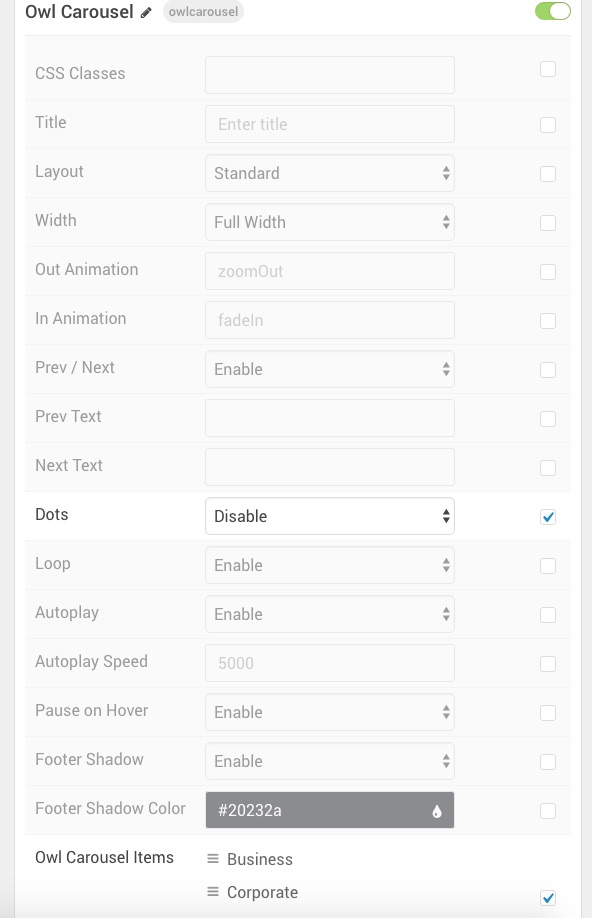 Owl Carousel owlcarousel
CSS Classes
Title Enter title
Layout Standard
Width Full Width
Out Animation zoomOut
In Animation fadeIn
Prev / Next Enable
Prev Text
Next Text
Dots Disable
Loop Enable
Autoplay Enable
Autoplay Speed 5000
Pause on Hover Enable
Footer Shadow Enable
Footer Shadow Color #20232a
Owl Carousel Items Business
Corporate